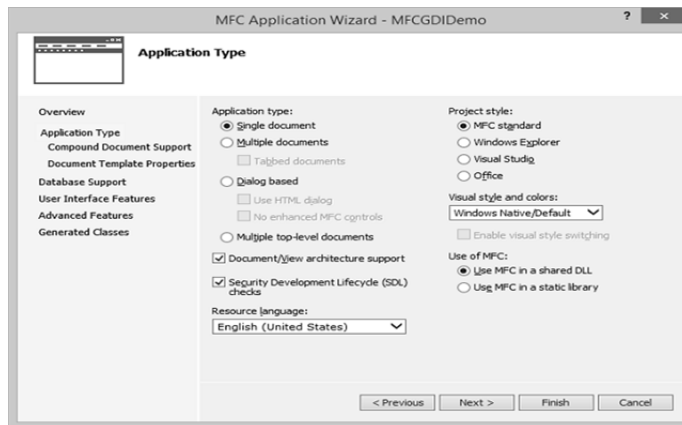 MFC Application Wizard - MFCGDIDemo
? ×
Application Type
Overview
Application Type
Compound Document Support
Document Template Properties
Database Support
User Interface Features
Advanced Features
Generated Classes
Application type:
Single document
Multiple documents
Tabbed documents
Dialog based
Use HTML dialog
No enhanced MFC controls
Multiple top-level documents
Document/View architecture support
Security Development Lifecycle (SDL)
checks
Resource language:
English (United States)
Project style:
MFC standard
Windows Explorer
Visual Studio
Office
Visual style and colors:
Windows Native/Default
Enable visual style switching
Use of MFC:
Use MFC in a shared DLL
Use MFC in a static library
< Previous
Next >
Finish
Cancel